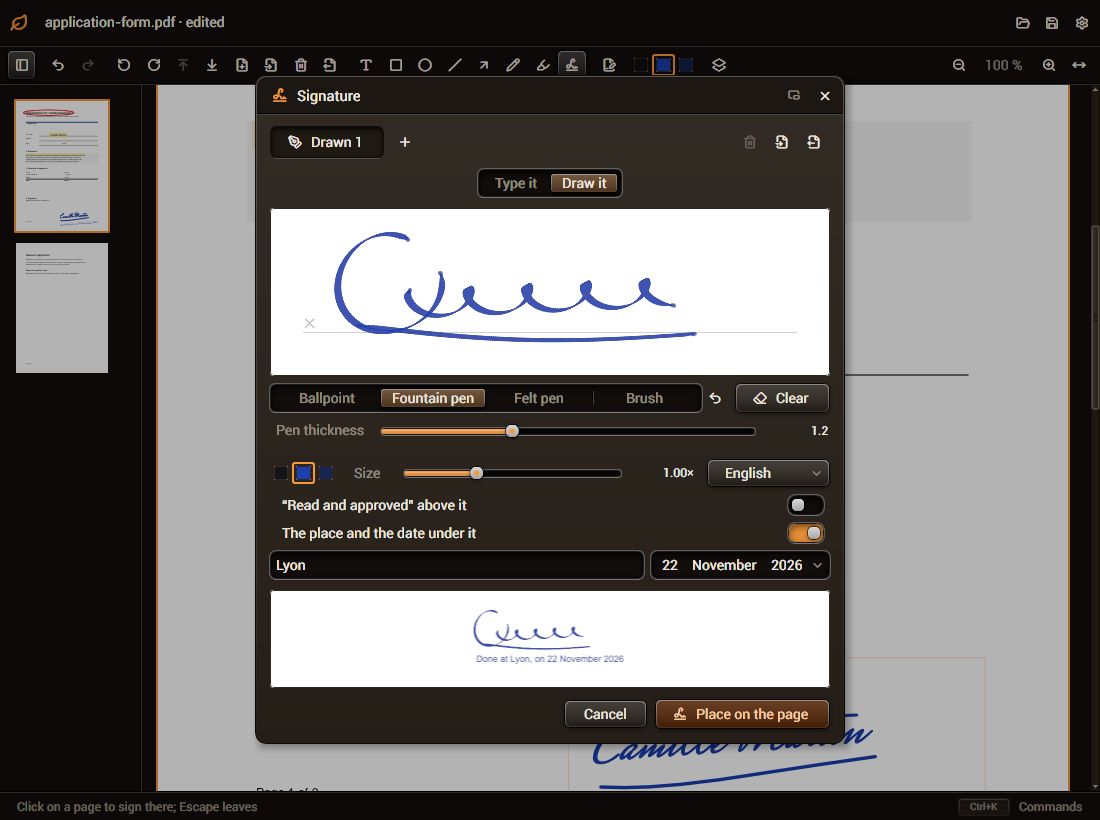 application-form.pdf · edited
100 %
Signature
Drawn 1
Type it
Draw it
Ballpoint
Fountain pen
Felt pen
Brush
Clear
Pen thickness
1.2
Size
1.00×
English
“Read and approved” above it
The place and the date under it
Lyon
22 November 2026
Done at Lyon, on 22 November 2026
Cancel
Place on the page
Camille Martin
Click on a page to sign there; Escape leaves
Ctrl+K
Commands